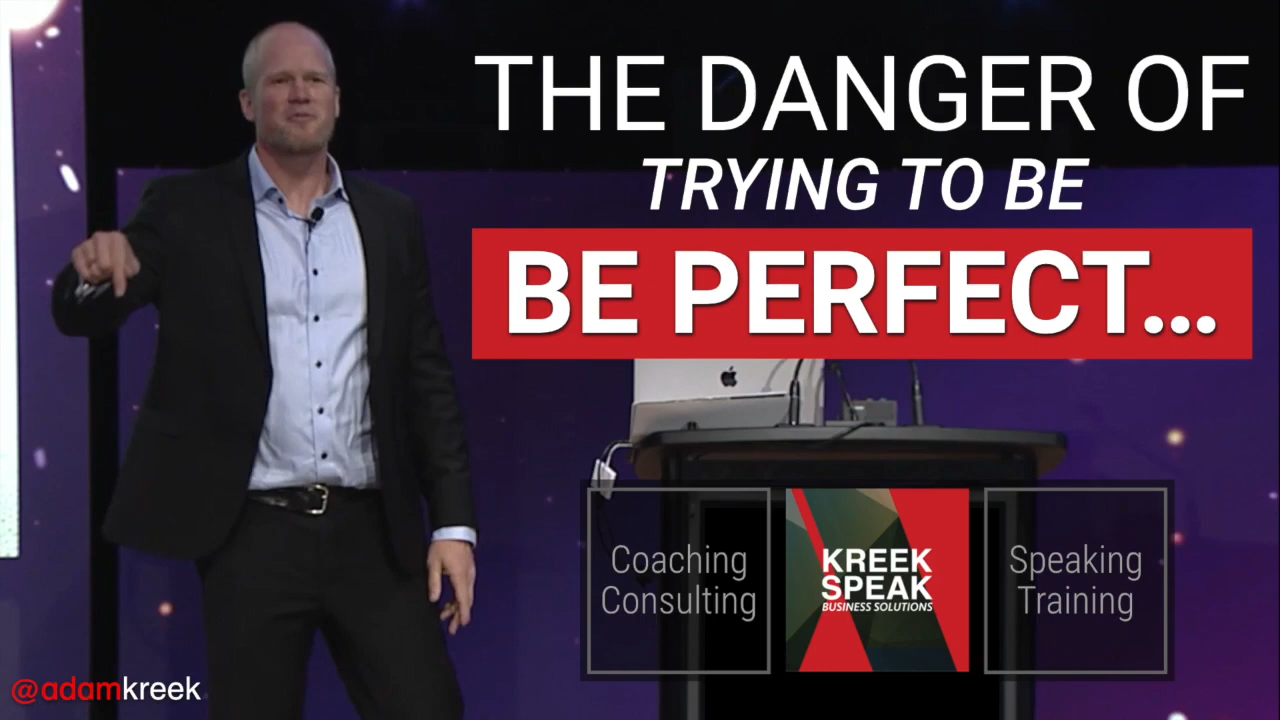 THE DANGER OF
TRYING TO BE
BE PERFECT...
Coaching
Consulting
KREEK
SPEAK
BUSINESS SOLUTIONS
Speaking
Training
@adamkreek